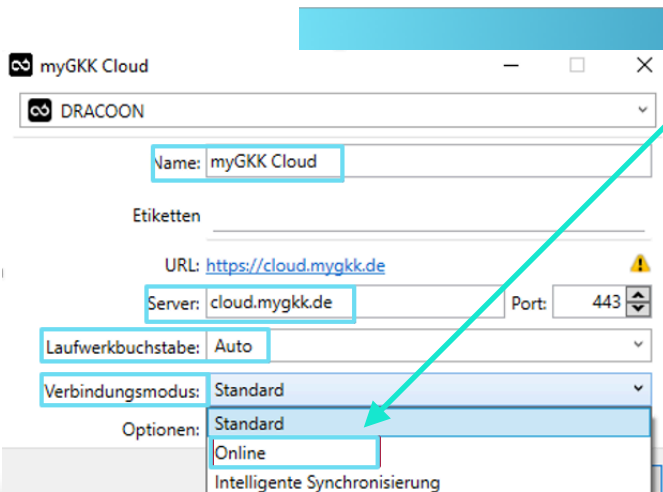 myGKK Cloud
DRACOON
Name: myGKK Cloud
Etiketten
URL: https://cloud.mygkk.de
Server: cloud.mygkk.de Port: 443
Laufwerkbuchstabe: Auto
Verbindungsmodus: Standard
Optionen: Standard
Online
Intelligente Synchronisierung